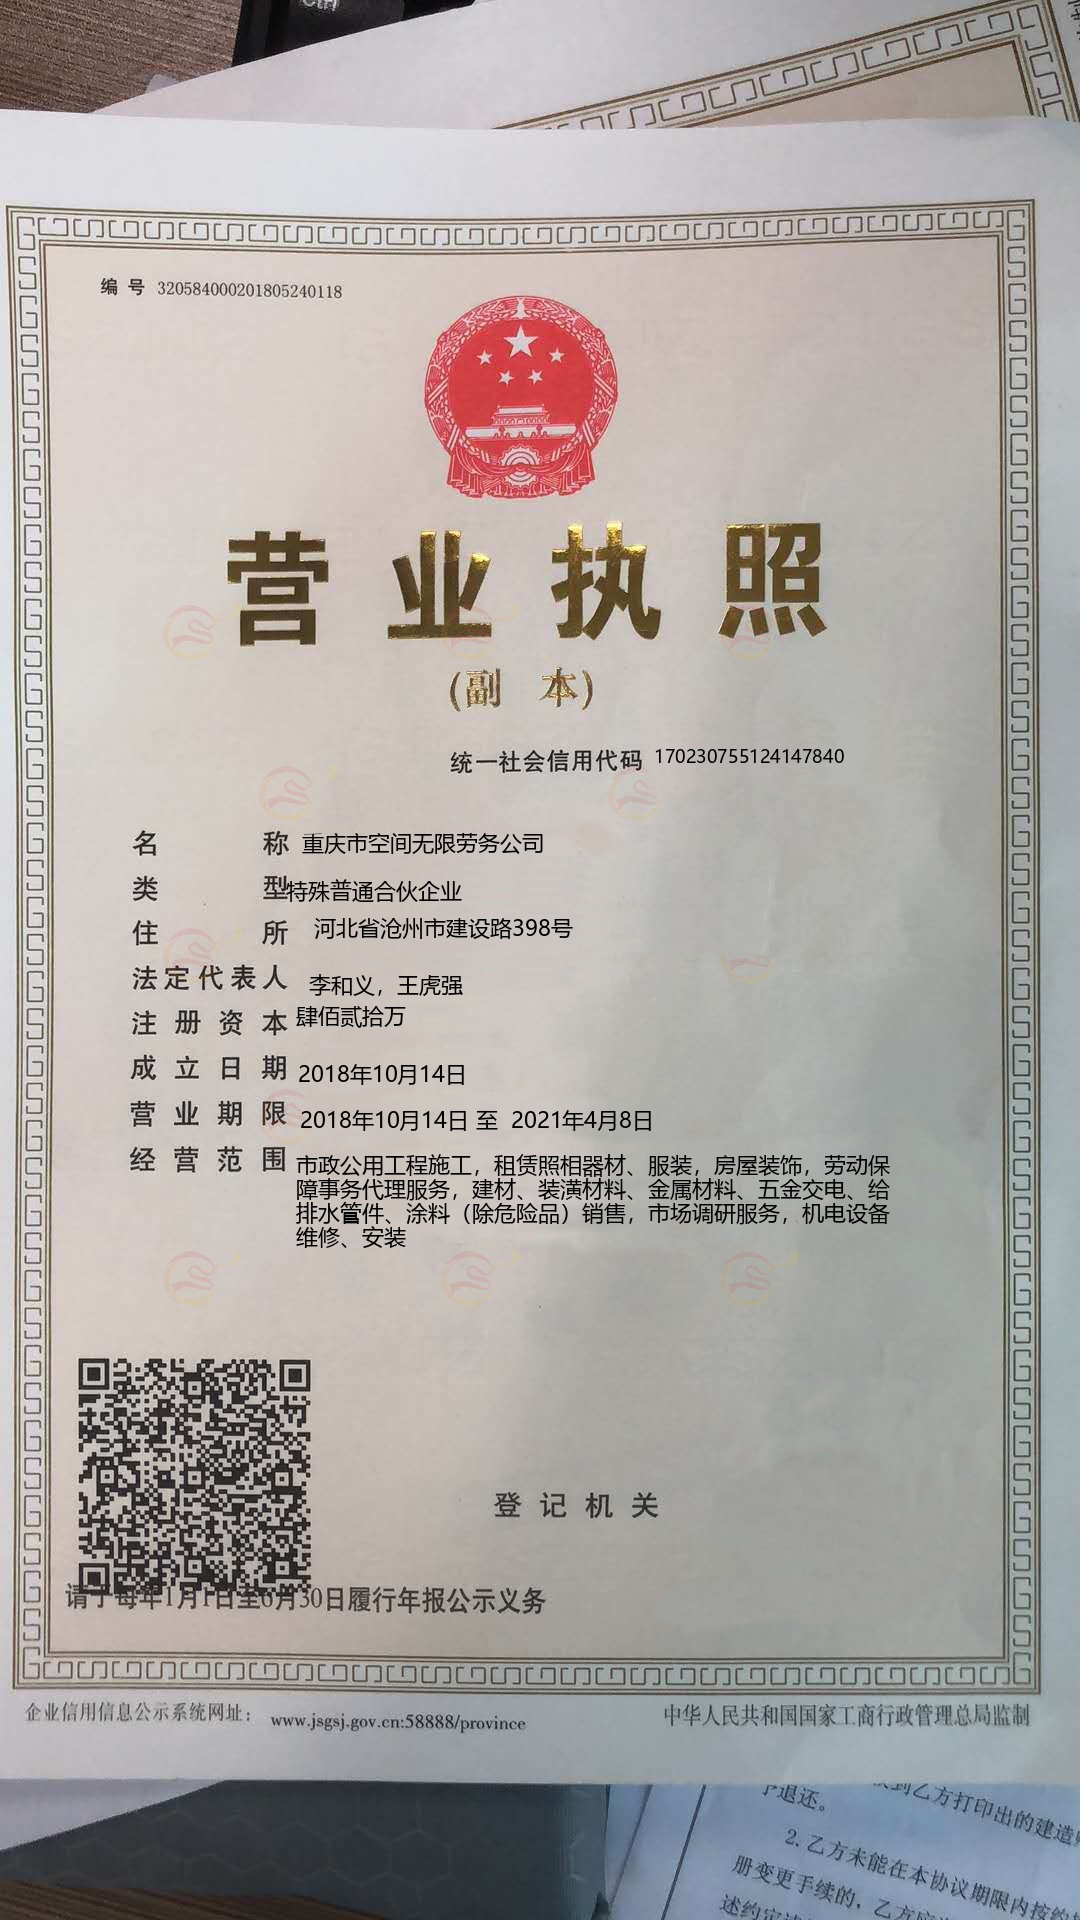 Ctrl
编 号 320584000201805240118
营业执照
(副 本)
统一社会信用代码 170230755124147840
名 称 重庆市空间无限劳务公司
类 型 特殊普通合伙企业
住 所 河北省沧州市建设路398号
法定代表人 李和义，王虎强
注册资本 肆佰贰拾万
成立日期 2018年10月14日
营业期限 2018年10月14日 至 2021年4月8日
经营范围 市政公用工程施工，租赁照相器材、服装，房屋装饰，劳动保
障事务代理服务，建材、装潢材料、金属材料、五金交电、给
排水管件、涂料（除危险品）销售，市场调研服务，机电设备
维修、安装
登记机关
请于每年1月1日至6月30日履行年报公示义务
企业信用信息公示系统网址： www.jsgsj.gov.cn:58888/province
中华人民共和国国家工商行政管理总局监制
到乙方打印出的建造
退还。
2.乙方未能在本协议期限内按约
册变更手续的，乙方应
述约定